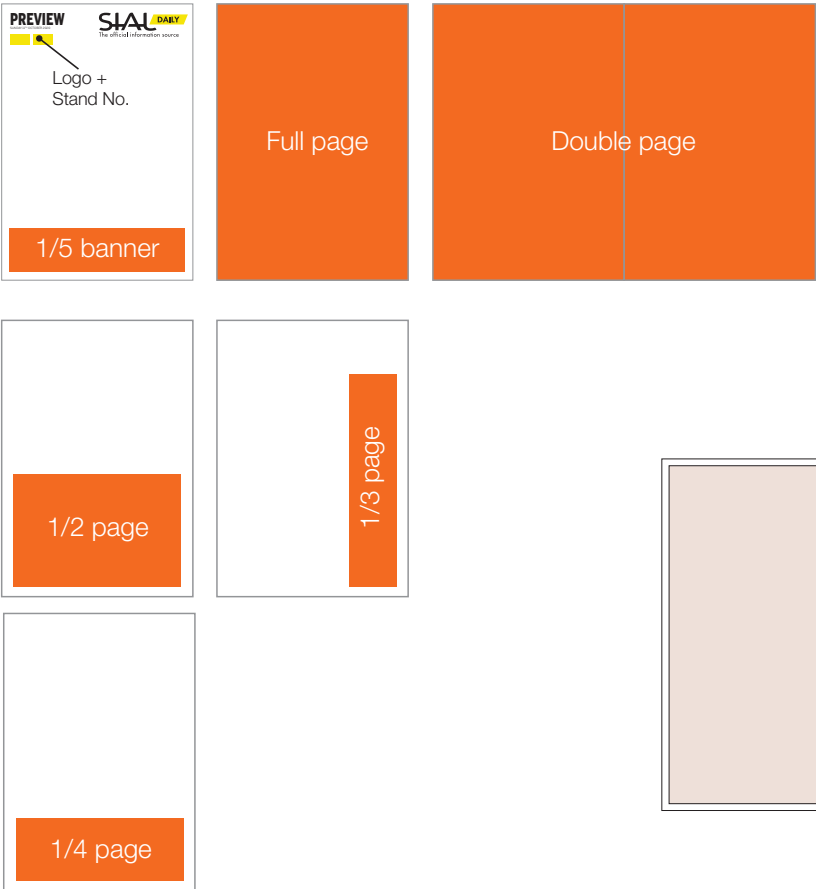 PREVIEW
SIAL DAILY
The official information source
Logo +
Stand No.
1/5 banner
Full page
Double page
1/2 page
1/3 page
1/4 page